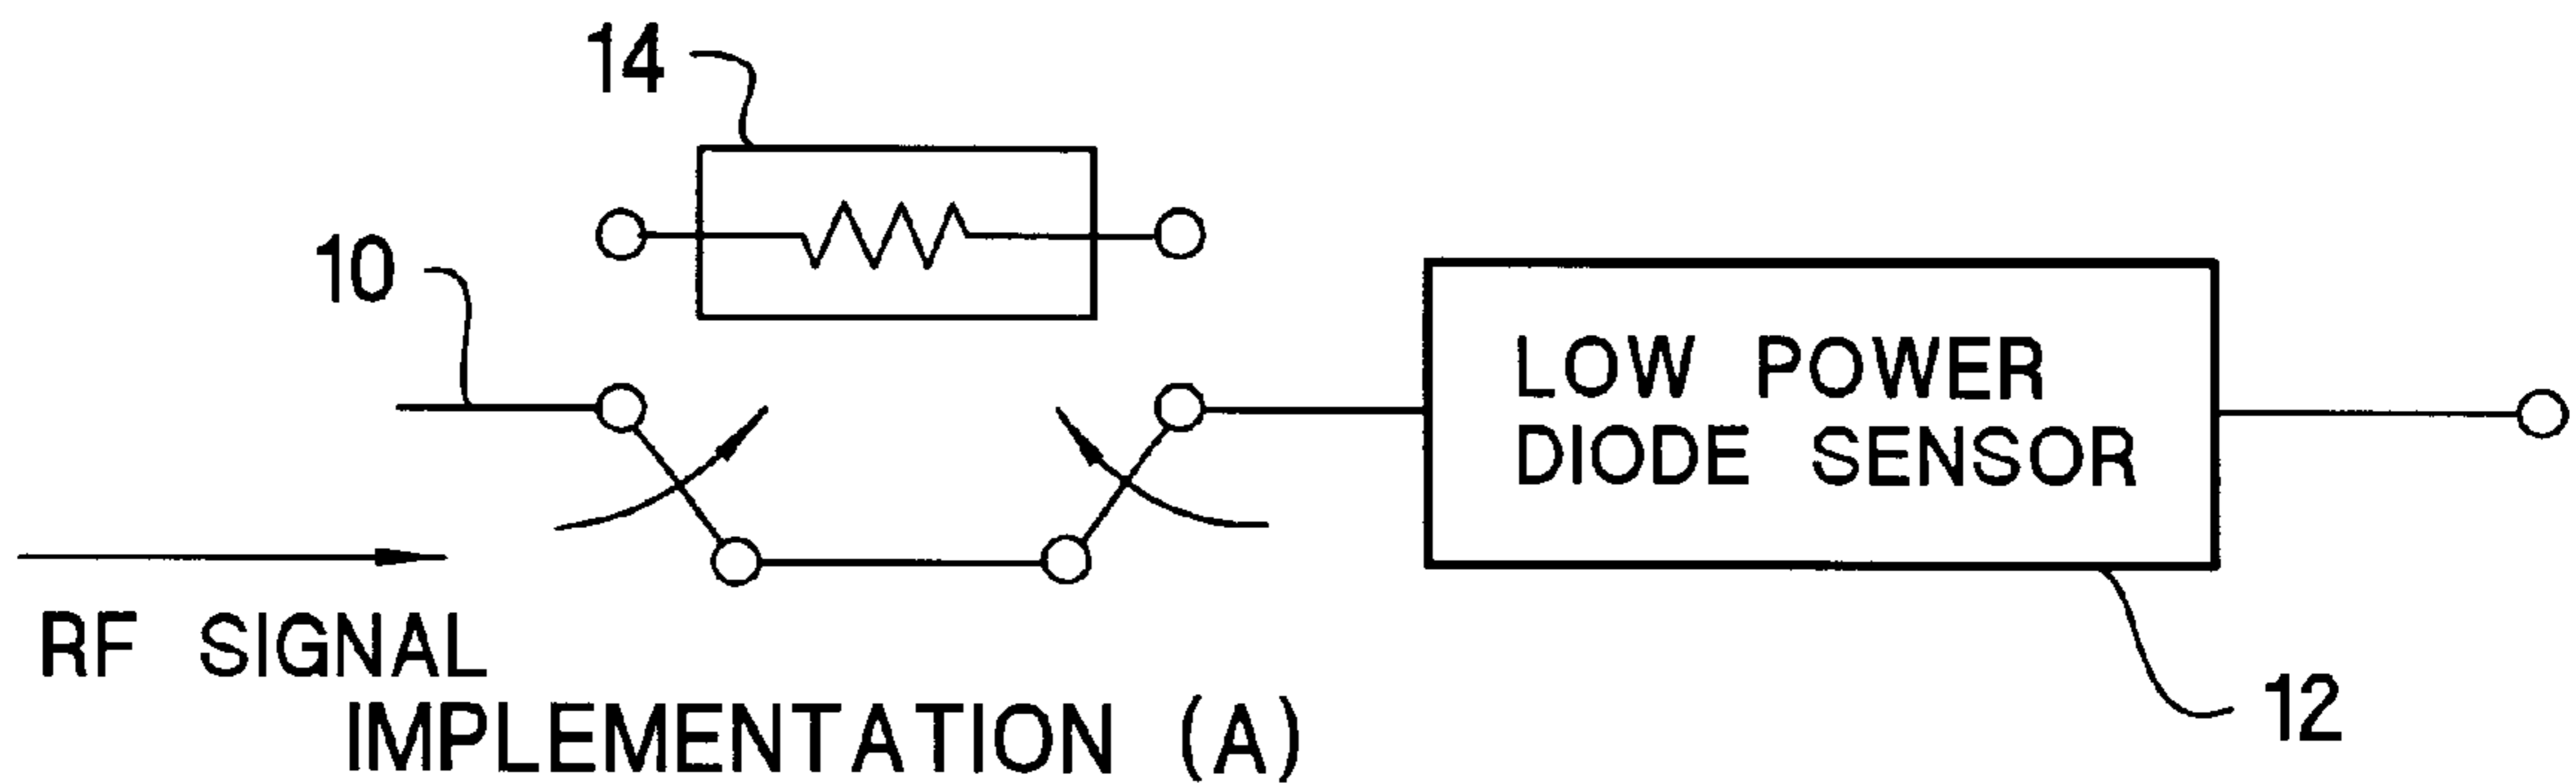 14
10
LOW POWER
DIODE SENSOR
RF SIGNAL
12
IMPLEMENTATION (A)